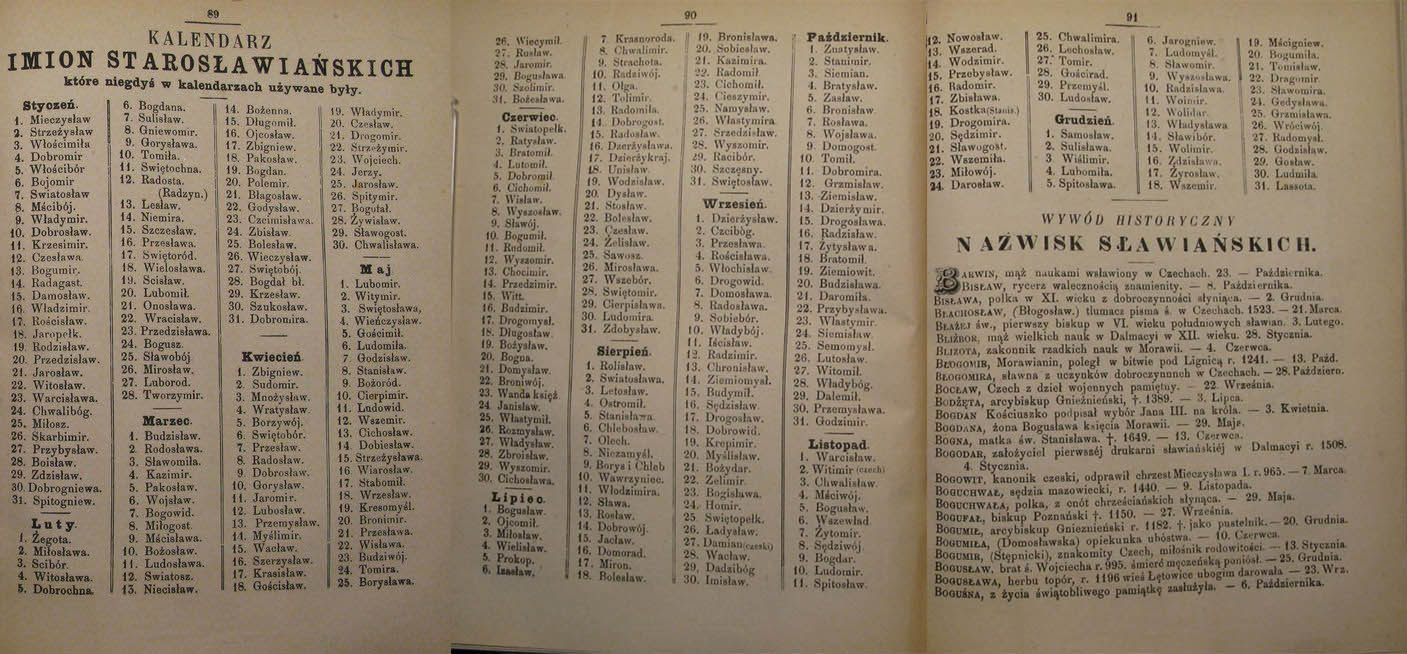 89
KALENDARZ
IMION STAROSŁAWIAŃSKICH
które niegdyś w kalendarzach używane były.
Styczeń.
1. Mieczysław
2. Strzeżysław
3. Włościmiła
4. Dobromir
5. Włościbór
6. Bojomir
7. Swiatosław
8. Mścibój.
9. Władymir.
10. Dobrosław.
11. Krzesimir.
12. Czesława.
13. Bogumir.
14. Radagast.
15. Damosław.
16. Władzimir.
17. Rościsław.
18. Jaropełk.
19. Rodzisław.
20. Przedzisław.
21. Jarosław.
22. Witosław.
23. Warcisława.
24. Chwalibóg.
25. Miłosz.
26. Skarbimir.
27. Przybysław.
28. Boisław.
29. Zdzisław.
30. Dobrogniewa.
31. Spitogniew.
Luty.
1. Żegota.
2. Miłosława.
3. Scibór.
4. Witosława.
5. Dobrochna.
6. Bogdana.
7. Sulisław.
8. Gniewomir.
9. Gorysława.
10. Tomiła.
11. Swiętochna.
12. Radosta.
(Radzyn.)
13. Lesław.
14. Niemira.
15. Szczesław.
16. Przesława.
17. Swiętoród.
18. Wielosława.
19. Scisław.
20. Lubomił.
21. Onosława.
22. Wracisław.
23. Przedzisława.
24. Bogusz.
25. Sławobój.
26. Mirosław.
27. Luborod.
28. Tworzymir.
Marzec.
1. Budzisław.
2. Rodosława.
3. Sławomiła.
4. Kazimir.
5. Pakosław.
6. Wojsław.
7. Bogowid.
8. Miłogost.
9. Mścisława.
10. Bożosław.
11. Ludosława.
12. Swiatosz.
13. Niecisław.
14. Bożenna.
15. Długomił.
16. Ojcosław.
17. Zbigniew.
18. Pakosław.
19. Bogdan.
20. Polemir.
21. Błagosław.
22. Godysław.
23. Czcimisława.
24. Zbisław.
25. Bolesław.
26. Wieczysław.
27. Swiętobój.
28. Bogdal bł.
29. Krzesław.
30. Szukosław.
31. Dobromira.
Kwiecień.
1. Zbigniew.
2. Sudomir.
3. Mnożysław.
4. Wratysław.
5. Borzywój.
6. Swiętobór.
7. Przesław.
8. Radosław.
9. Dobrosław.
10. Gorysław.
11. Jaromir.
12. Lubosław.
13. Przemysław.
14. Myślimir.
15. Wacław.
16. Szerzysław.
17. Krasisław.
18. Gościsław.
19. Władymir.
20. Czesław.
21. Drogomir.
22. Strzeżymir.
23. Wojciech.
24. Jerzy.
25. Jarosław.
26. Spitymir.
27. Bogufał.
28. Żywisław.
29. Sławogost.
30. Chwalisława.
Maj
1. Lubomir.
2. Witymir.
3. Swiętosława,
4. Wieńczysław.
5. Gościmił.
6. Ludomiła.
7. Godzisław.
8. Stanisław.
9. Bożoród.
10. Cierpimir.
11. Ludowid.
12. Wszemir.
13. Cichosław.
14. Dobiesław.
15. Strzeżysława.
16. Wiarosław.
17. Stabomił.
18. Wrzesław.
19. Kresomyśl.
20. Bronimir.
21. Przesława.
22. Wisława.
23. Budziwój.
24. Tomira.
25. Borysława.
90
26. Wiecymił.
27. Rusław.
28. Jaromir.
29. Bogusława.
30. Szolimir.
31. Bożesława.
Czerwiec.
1. Swiatopełk.
2. Ratysław.
3. Bratomił.
4. Lutomił.
5. Dobromił.
6. Cichomił.
7. Wisław.
8. Wyszosław.
9. Sławój.
10. Bogumił.
11. Radomił.
12. Wyszomir.
13. Chocimir.
14. Przedzimir.
15. Witt.
16. Budzimir.
17. Drogomysł.
18. Długosław.
19. Bożysław.
20. Bogna.
21. Domysław.
22. Broniwój.
23. Wanda księż.
24. Janisław.
25. Włastymił.
26. Rozmysław.
27. Władysław.
28. Zbroisław.
29. Wyszomir.
30. Cichosława.
Lipiec.
1. Bogusław.
2. Ojcomił.
3. Miłosław.
4. Wielisław.
5. Prokop.
6. Izasław.
7. Krasnoroda.
8. Chwalimir.
9. Strachota.
10. Radziwój.
11. Olga.
12. Tolimir.
13. Radomiła.
14. Dobrogost.
15. Radosław.
16. Dzerżysława.
17. Dzierżykraj.
18. Unisław.
19. Wodzisław.
20. Dysław.
21. Stosław.
22. Bolesław.
23. Czesław.
24. Želisław.
25. Sawosz.
26. Mirosława.
27. Wszebór.
28. Swiętomir.
29. Cierpisława.
30. Ludomira.
31. Zdobysław.
Sierpień.
1. Rolisław.
2. Swiatosława.
3. Letosław.
4. Ostromił.
5. Stanisława.
6. Chlebosław.
7. Olech.
8. Niezamyśl.
9. Borys i Chleb
10. Wawrzyniec.
11. Włodzimira.
12. Sława.
13. Rosław.
14. Dobrowój.
15. Jacław.
16. Domorad.
17. Miron.
18. Bolesław.
19. Bronisława.
20. Sobiesław.
21. Kazimira.
22. Radomił
23. Cichomił.
24. Cieszymir.
25. Namysław.
26. Włastymira.
27. Srzedzisław.
28. Wyszomir.
29. Racibór.
30. Szczęsny.
31. Swiętosław.
Wrzesień.
1. Dzierżysław.
2. Czcibóg.
3. Przesława.
4. Rościsława.
5. Włochisław.
6. Drogowid.
7. Domosława.
8. Radosława.
9. Sobiebór.
10. Władybój.
11. Iścisław.
12. Radzimir.
13. Chronisław.
14. Ziemiomysł.
15. Budymił.
16. Sędzisław.
17. Drogosław.
18. Dobrowid.
19. Krepimir.
20. Myślisław.
21. Bożydar.
22. Zelimir.
23. Bogisława.
24. Homir.
25. Swiętopełk.
26. Ładysław.
27. Damian(czeski)
28. Wacław.
29. Dadzibóg
30. Imisław.
Październik.
1. Znatysław.
2. Stanimir.
3. Siemian.
4. Bratysław.
5. Zasław.
6. Bronisław
7. Rosława.
8. Wojsława.
9. Domogost.
10. Tomił.
11. Dobromira.
12. Grzmisław.
13. Ziemisław.
14. Dzierżymir.
15. Drogosława.
16. Radzisław.
17. Zytysława.
18. Bratomił.
19. Ziemiowit.
20. Budzisława.
21. Daromiła.
22. Przybysława.
23. Włastymir.
24. Siemisław.
25. Semomysł.
26. Lutosław.
27. Witomił.
28. Władybóg.
29. Dalemił.
30. Przemysława.
31. Godzimir.
Listopad.
1. Warcisław.
2. Witimir (czech)
3. Chwalisław.
4. Mściwój.
5. Bogusław.
6. Wszewład.
7. Żytomir.
8. Sędziwój.
9. Bogdar.
10. Ludomir.
11. Spitosław.
91
12. Nowosław.
13. Wszerad.
14. Wodzimir.
15. Przebysław.
16. Radomir.
17. Zbisława.
18. Kostka(Stanis.)
19. Drogomira.
20. Sędzimir.
21. Sławogost.
22. Wszemiła.
23. Miłowój.
24. Darosław.
25. Chwalimira.
26. Lechosław.
27. Tomir.
28. Gościrad.
29. Przemyśl.
30. Ludosław.
Grudzień.
1. Samosław.
2. Sulisława.
3. Wiślimir.
4. Lubomiła.
5. Spitosława.
6. Jarogniew.
7. Ludomyśl.
8. Sławomir.
9. Wyszosława.
10. Radzisława.
11. Woimir.
12. Wolidar.
13. Władysława
14. Sławibór.
15. Wolimir.
16. Zdzisława.
17. Żyrosław.
18. Wszemir.
19. Mścigniew.
20. Bogumiła.
21. Tomisław.
22. Dragomir.
23. Sławomira.
24. Gedysława.
25. Grzmisława.
26. Wróciwój.
27. Radomysł.
28. Godzisław.
29. Gosław.
30. Ludmiła.
31. Lassota.
WYWÓD HISTORYCZNY
NAZWISK SŁAWIAŃSKICH.
BARWIN, mąż naukami wsławiony w Czechach. 23. — Października.
BISŁAW, rycerz walecznością znamienity. — 8. Października.
BISŁAWA, polka w XI. wieku z dobroczynności słynąca. — 2. Grudnia.
BŁACHOSŁAW, (Błogosław.) tłumacz pisma ś. w Czechach. 1523. — 21. Marca.
BŁAŻEJ św., pierwszy biskup w VI. wieku południowych sławian. 3. Lutego.
BLIŻBOR, mąż wielkich nauk w Dalmacyi w XII. wieku. 28. Stycznia.
BLIZOTA, zakonnik rzadkich nauk w Morawii. — 4. Czerwca.
BŁOGOMIR, Morawianin, poległ w bitwie pod Lignicą r. 1241. — 13. Paźd.
BŁOGOMIRA, sławna z uczynków dobroczynnych w Czechach. — 28. Październ.
BOCŁAW, Czech z dzieł wojennych pamiętny. — 22. Września.
BODZĘTA, arcybiskup Gnieźnieński, †. 1389. — 3. Lipca.
BOGDAN Kościuszko podpisał wybór Jana III. na króla. — 3. Kwietnia.
BOGDANA, żona Bogusława księcia Morawii. — 29. Maja.
BOGNA, matka św. Stanisława. †. 1649. — 13. Czerwca.
BOGODAR, założyciel pierwszéj drukarni sławiańskiéj w Dalmacyi r. 1508.
4. Stycznia.
BOGOWIT, kanonik czeski, odprawił chrzest Mieczysława I. r. 965. — 7. Marca.
BOGUCHWAŁ, sędzia mazowiecki, r. 1440. — 9. Listopada.
BOGUCHWAŁA, polka, z cnót chrześciańskich słynąca. — 29. Maja.
BOGUFAŁ, biskup Poznański †. 1150. — 27. Września.
BOGUMIŁ, arcybiskup Gnieznieński r. 1182. †. jako pustelnik. — 20. Grudnia.
BOGUMIŁA, (Domosławska) opiekunka ubóstwa. — 10. Czerwca.
BOGUMIR, (Stępnicki), znakomity Czech, miłośnik rodowitości. — 13. Stycznia.
BOGUSŁAW, brat ś. Wojciecha r. 995. śmierć męczeńską poniósł. — 25. Grudnia.
BOGUSŁAWA, herbu topór, r. 1196 wieś Lętowice ubogim darowała — 23. Wrz.
BOGUŚNA, z życia świątobliwego pamiątkę zasłużyła. — 6. Października.